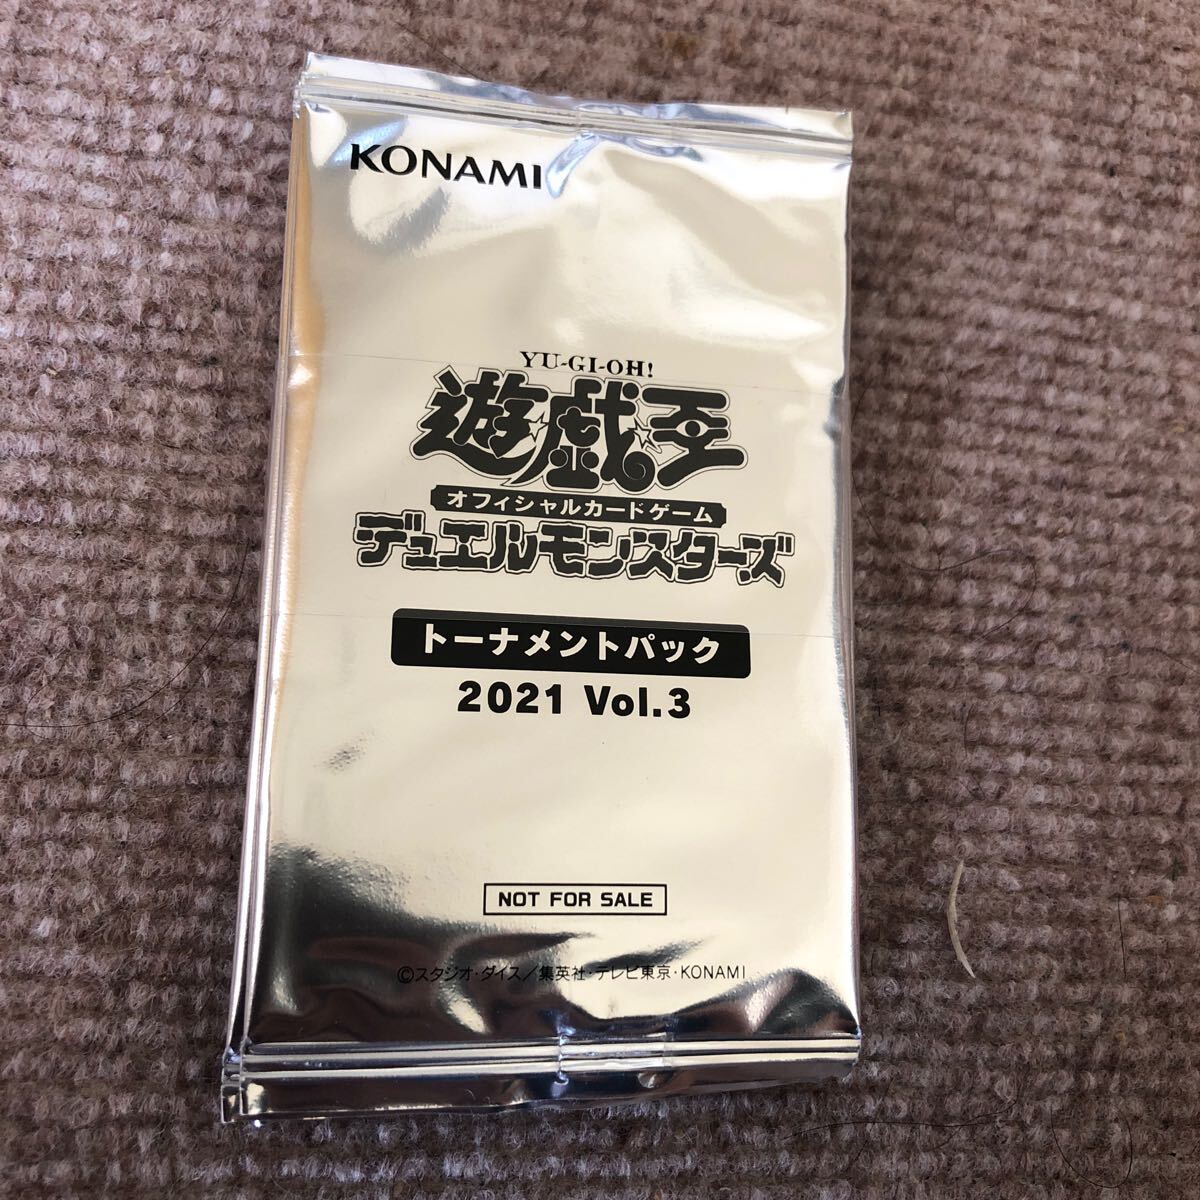 KONAMI
YU-GI-OH!
遊戯王
オフィシャルカードゲーム
デュエルモンスターズ
トーナメントパック
2021 Vol.3
NOT FOR SALE
©スタジオ・ダイス／集英社・テレビ東京・KONAMI